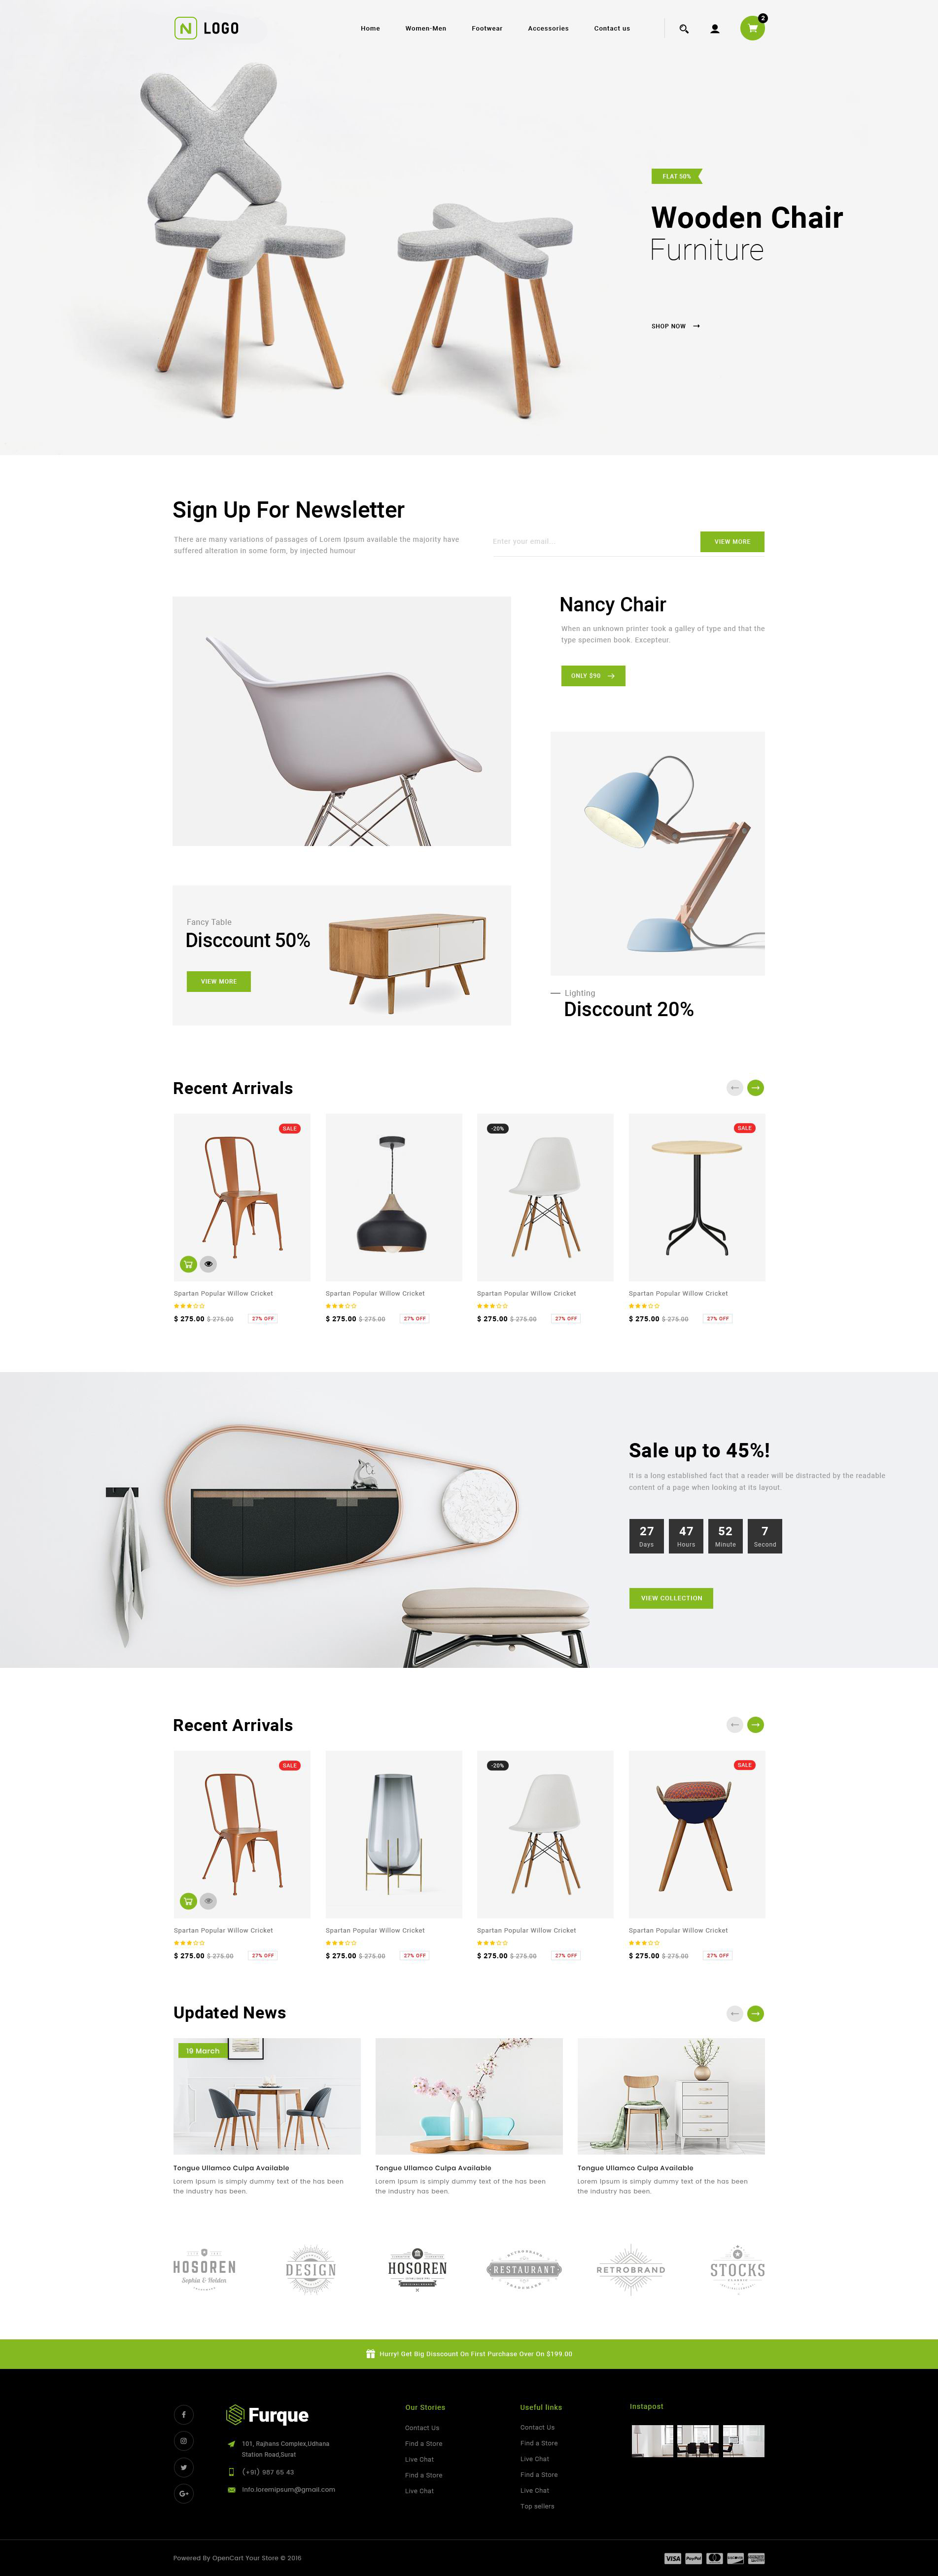 N LOGO
Home Women-Men Footwear Accessories Contact us
2
FLAT 50%
Wooden Chair
Furniture
SHOP NOW
Sign Up For Newsletter
There are many variations of passages of Lorem Ipsum available the majority have
suffered alteration in some form, by injected humour
Enter your email...
VIEW MORE
Nancy Chair
When an unknown printer took a galley of type and that the
type specimen book. Excepteur.
ONLY $90
Fancy Table
Disccount 50%
VIEW MORE
Lighting
Disccount 20%
Recent Arrivals
SALE
-20%
SALE
Spartan Popular Willow Cricket
$ 275.00 $ 275.00 27% OFF
Spartan Popular Willow Cricket
$ 275.00 $ 275.00 27% OFF
Spartan Popular Willow Cricket
$ 275.00 $ 275.00 27% OFF
Spartan Popular Willow Cricket
$ 275.00 $ 275.00 27% OFF
Sale up to 45%!
It is a long established fact that a reader will be distracted by the readable
content of a page when looking at its layout.
27 47 52 7
Days Hours Minute Second
VIEW COLLECTION
Recent Arrivals
SALE
-20%
SALE
Spartan Popular Willow Cricket
$ 275.00 $ 275.00 27% OFF
Spartan Popular Willow Cricket
$ 275.00 $ 275.00 27% OFF
Spartan Popular Willow Cricket
$ 275.00 $ 275.00 27% OFF
Spartan Popular Willow Cricket
$ 275.00 $ 275.00 27% OFF
Updated News
19 March
Tongue Ullamco Culpa Available
Lorem Ipsum is simply dummy text of the has been
the industry has been.
Tongue Ullamco Culpa Available
Lorem Ipsum is simply dummy text of the has been
the industry has been.
Tongue Ullamco Culpa Available
Lorem Ipsum is simply dummy text of the has been
the industry has been.
HOSOREN
Sophia & Holden
DESIGN
HOSOREN
RESTAURANT
RETROBRAND
STOCKS
Hurry! Get Big Disscount On First Purchase Over On $199.00
Furque
101, Rajhans Complex,Udhana
Station Road,Surat
(+91) 987 65 43
Info.loremipsum@gmail.com
Our Stories
Contact Us
Find a Store
Live Chat
Find a Store
Live Chat
Useful links
Contact Us
Find a Store
Live Chat
Find a Store
Live Chat
Top sellers
Instapost
Powered By OpenCart Your Store © 2016
VISA PayPal